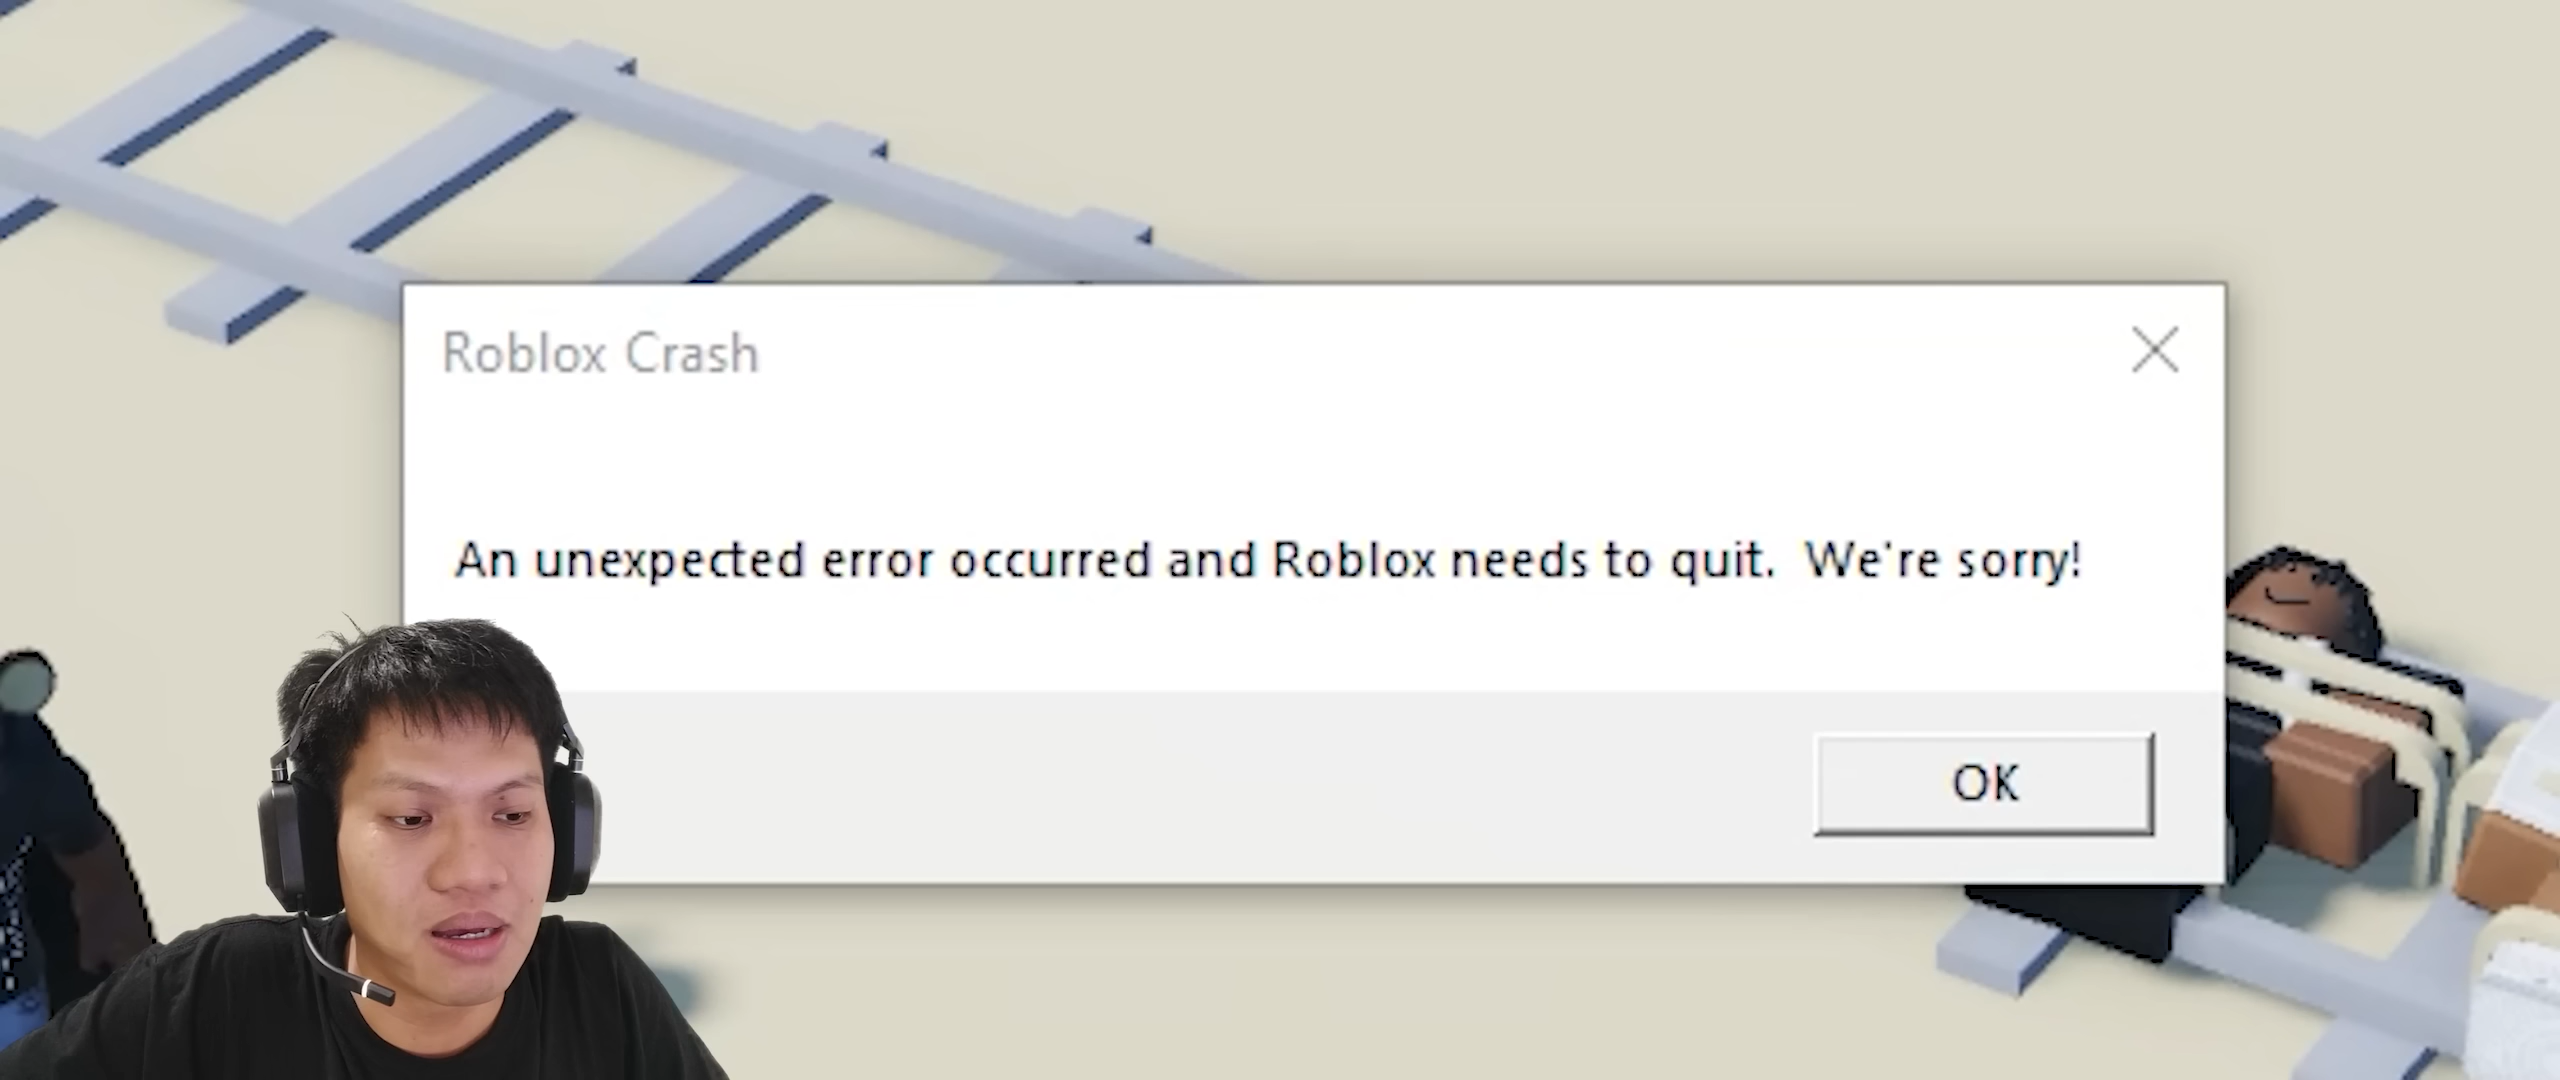 Roblox Crash
An unexpected error occurred and Roblox needs to quit.  We're sorry!
OK